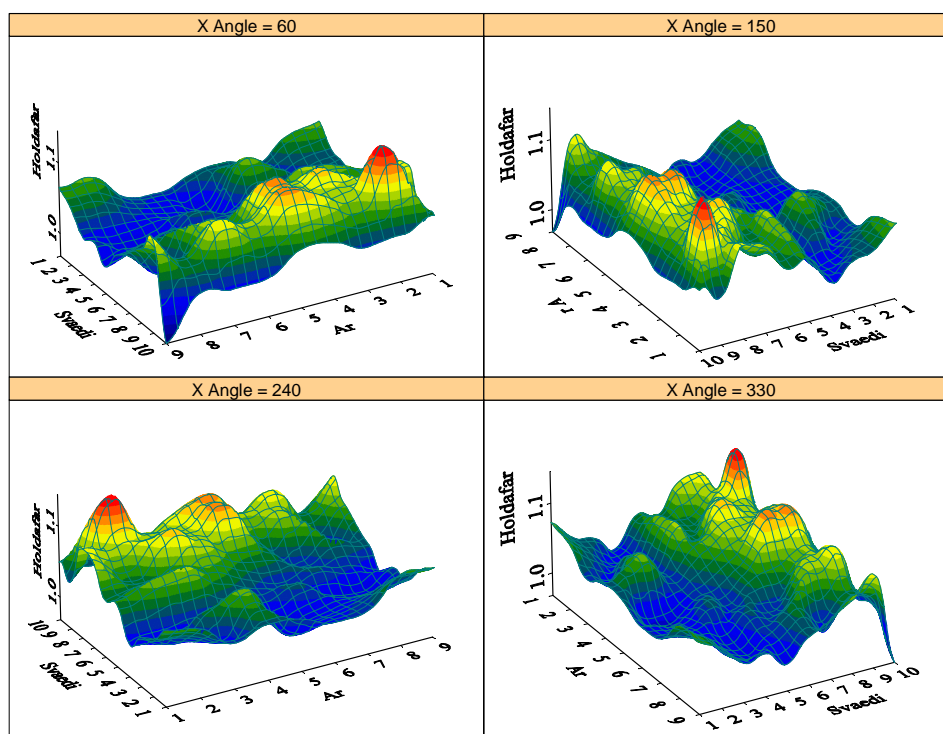 X Angle = 60
Holdafar
1.1
1.0
1 2 3 4 5 6 7 8 9 10
Svaedi
9 8 7 6 5 4 3 2 1
Ar
X Angle = 150
Holdafar
1.1
1.0
9 8 7 6 5 4 3 2 1
Ar
10 9 8 7 6 5 4 3 2 1
Svaedi
X Angle = 240
Holdafar
1.1
1.0
10 9 8 7 6 5 4 3 2 1
Svaedi
1 2 3 4 5 6 7 8 9
Ar
X Angle = 330
Holdafar
1.1
1.0
1 2 3 4 5 6 7 8 9
Ar
1 2 3 4 5 6 7 8 9 10
Svaedi